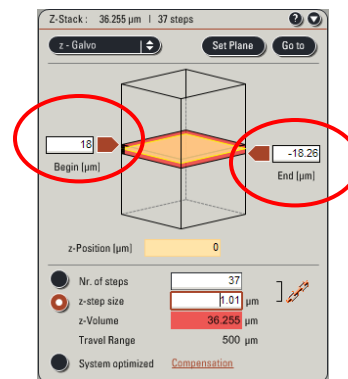 Z-Stack: 36.255 µm | 37 steps
z - Galvo Set Plane Go to
18
Begin [µm]
-18.26
End [µm]
z-Position [µm] 0
Nr. of steps 37
z-step size 1.01 µm
z-Volume 36.255 µm
Travel Range 500 µm
System optimized Compensation